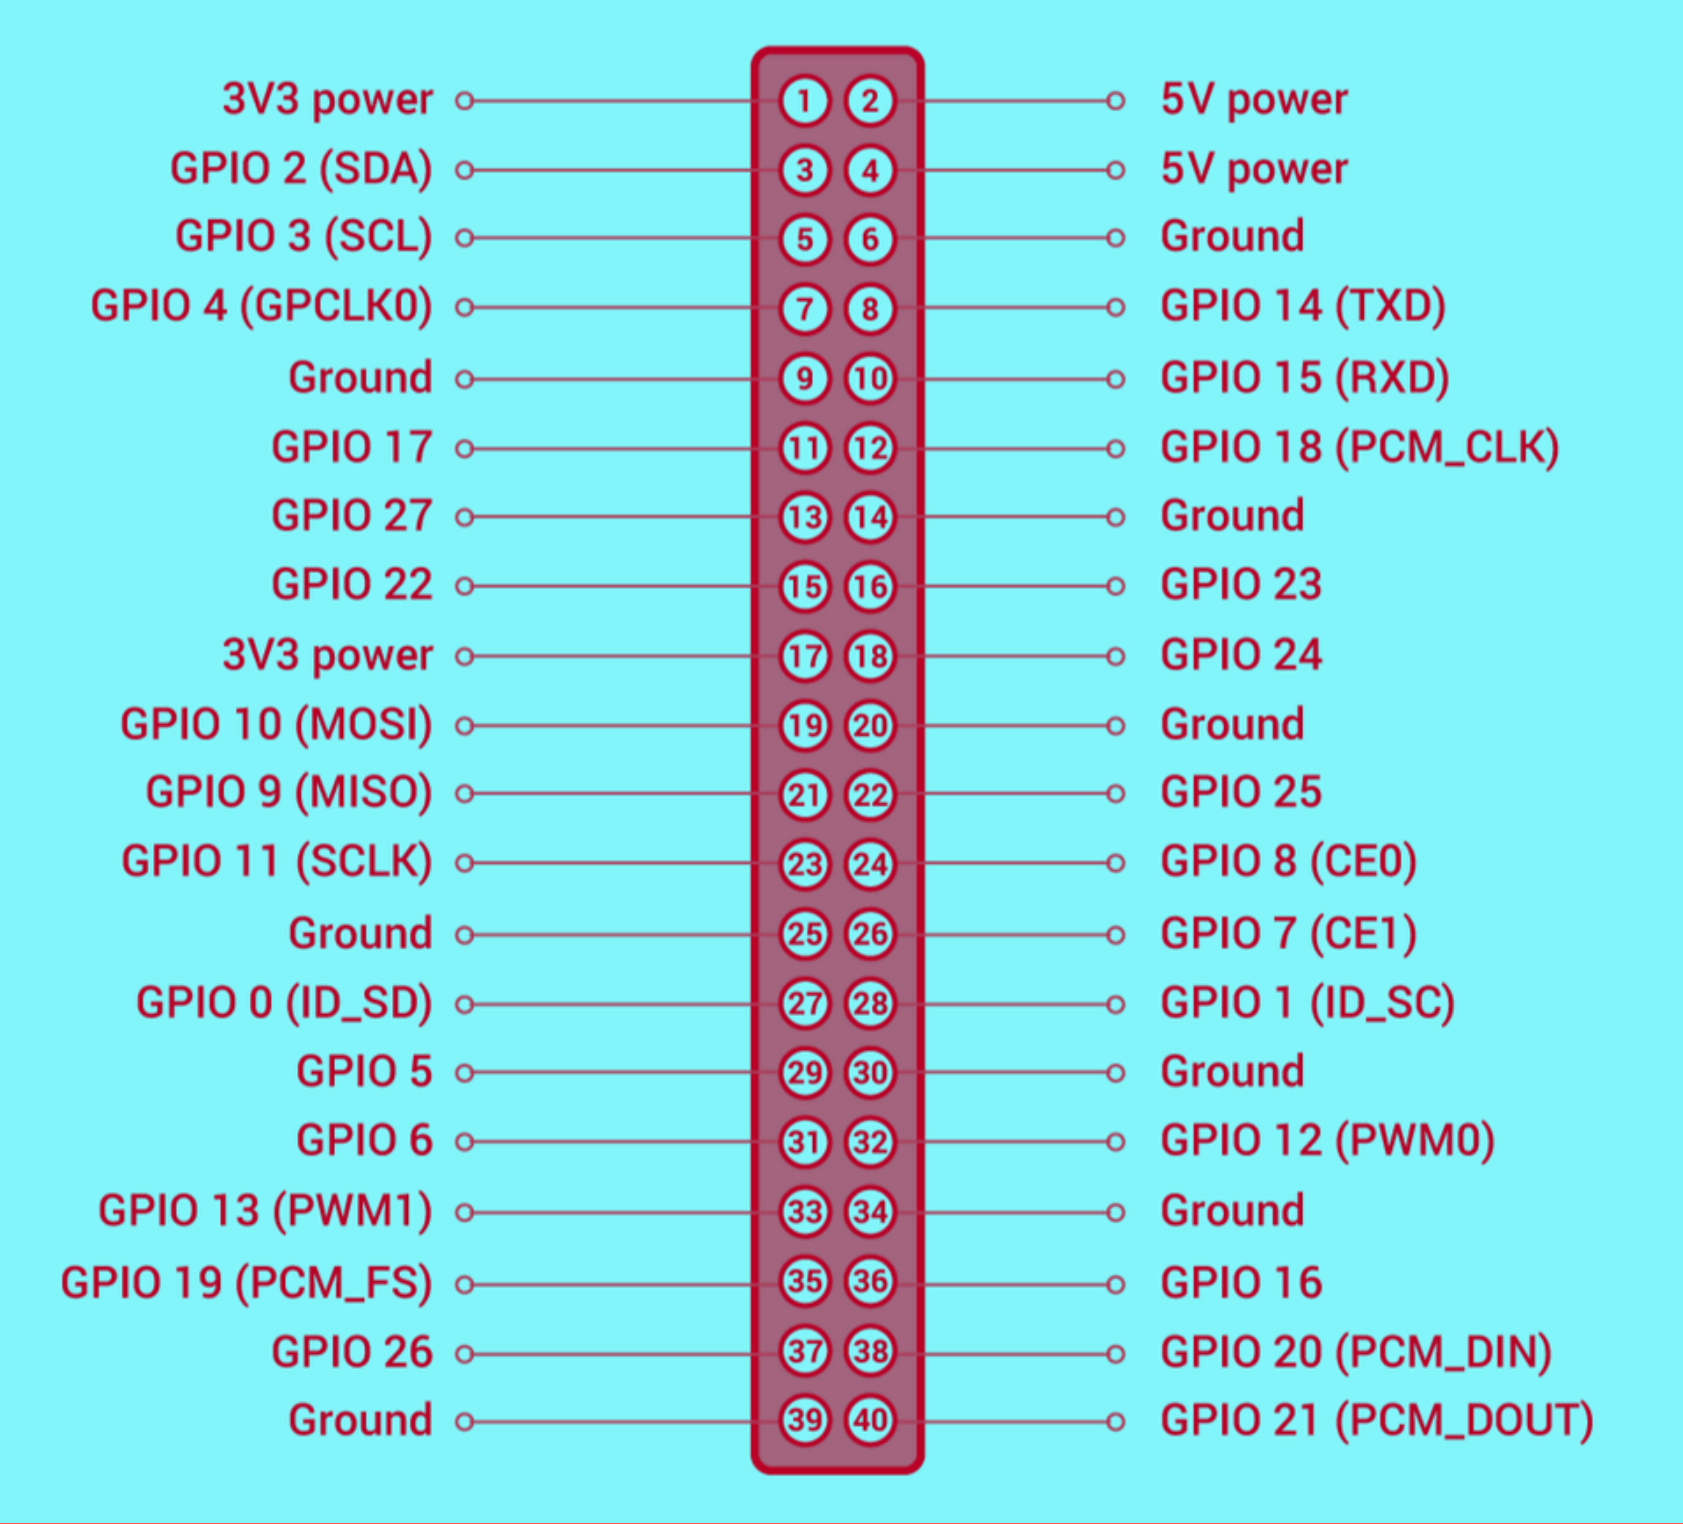 3V3 power 1 2 5V power
GPIO 2 (SDA) 3 4 5V power
GPIO 3 (SCL) 5 6 Ground
GPIO 4 (GPCLK0) 7 8 GPIO 14 (TXD)
Ground 9 10 GPIO 15 (RXD)
GPIO 17 11 12 GPIO 18 (PCM_CLK)
GPIO 27 13 14 Ground
GPIO 22 15 16 GPIO 23
3V3 power 17 18 GPIO 24
GPIO 10 (MOSI) 19 20 Ground
GPIO 9 (MISO) 21 22 GPIO 25
GPIO 11 (SCLK) 23 24 GPIO 8 (CE0)
Ground 25 26 GPIO 7 (CE1)
GPIO 0 (ID_SD) 27 28 GPIO 1 (ID_SC)
GPIO 5 29 30 Ground
GPIO 6 31 32 GPIO 12 (PWM0)
GPIO 13 (PWM1) 33 34 Ground
GPIO 19 (PCM_FS) 35 36 GPIO 16
GPIO 26 37 38 GPIO 20 (PCM_DIN)
Ground 39 40 GPIO 21 (PCM_DOUT)